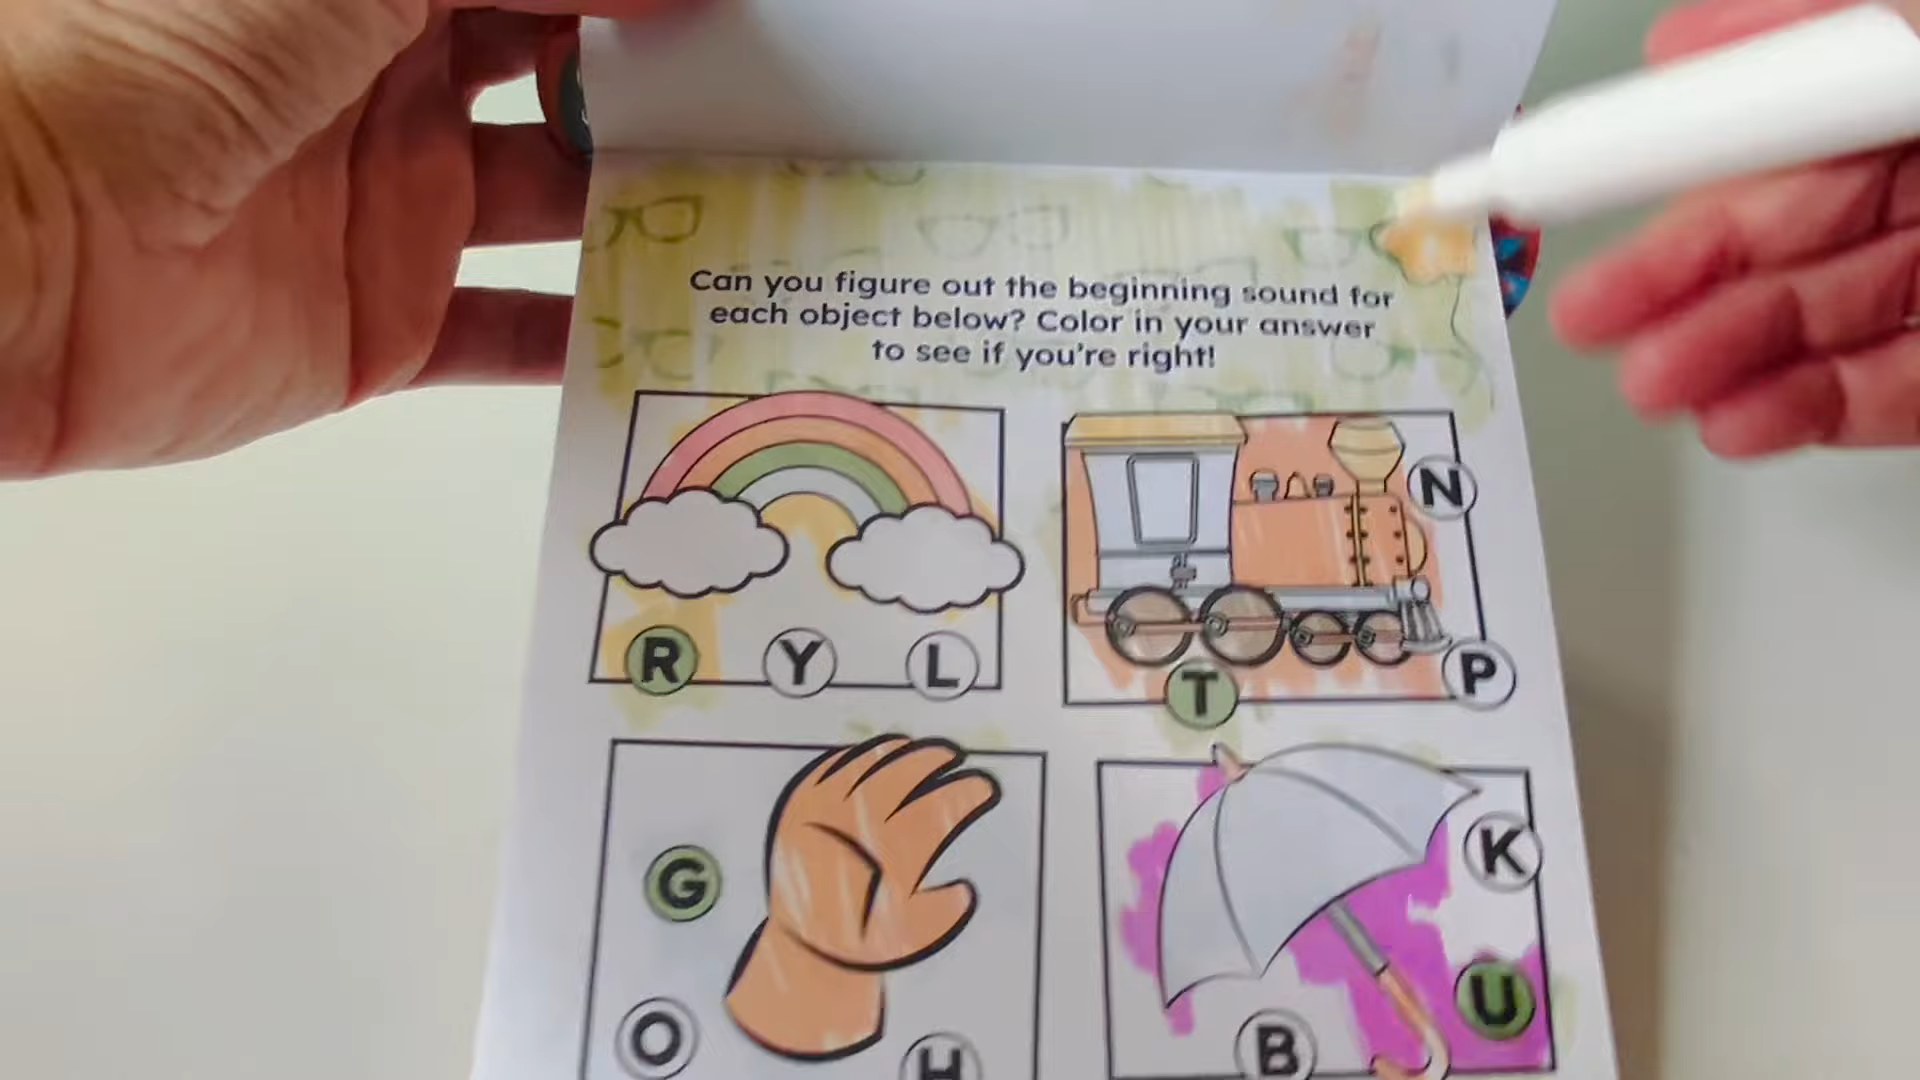 Can you figure out the beginning sound for
each object below? Color in your answer
to see if you're right!
N
R Y L
T
P
G
K
U
O
H
B